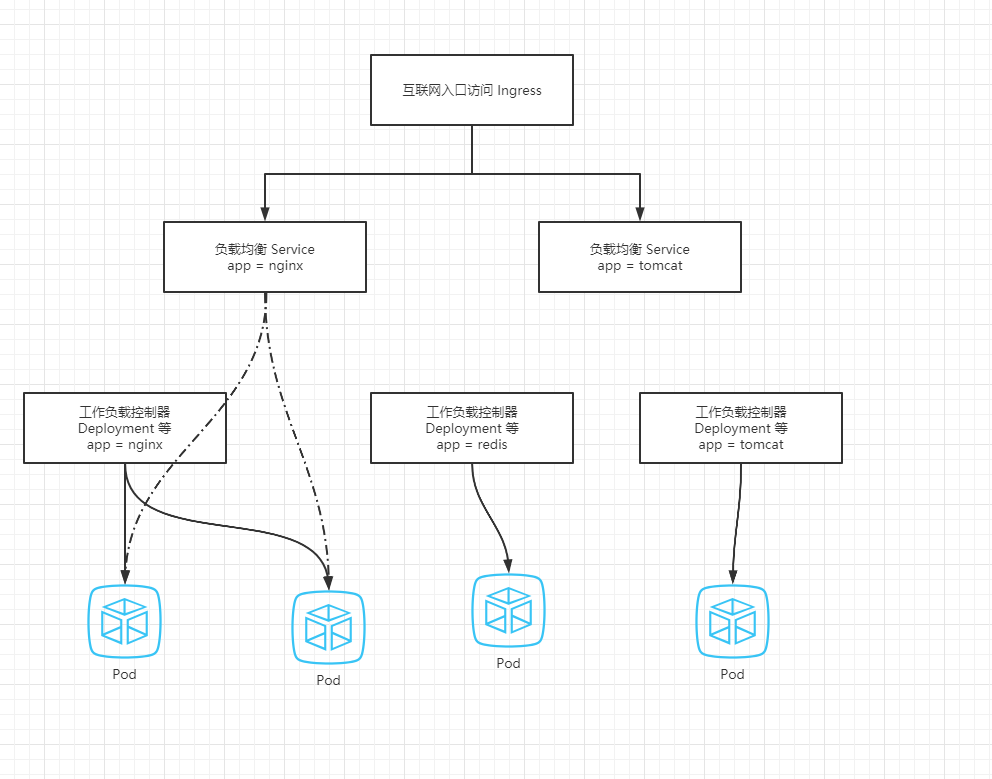 互联网入口访问 Ingress
负载均衡 Service
app = nginx
负载均衡 Service
app = tomcat
工作负载控制器
Deployment 等
app = nginx
工作负载控制器
Deployment 等
app = redis
工作负载控制器
Deployment 等
app = tomcat
Pod
Pod
Pod
Pod